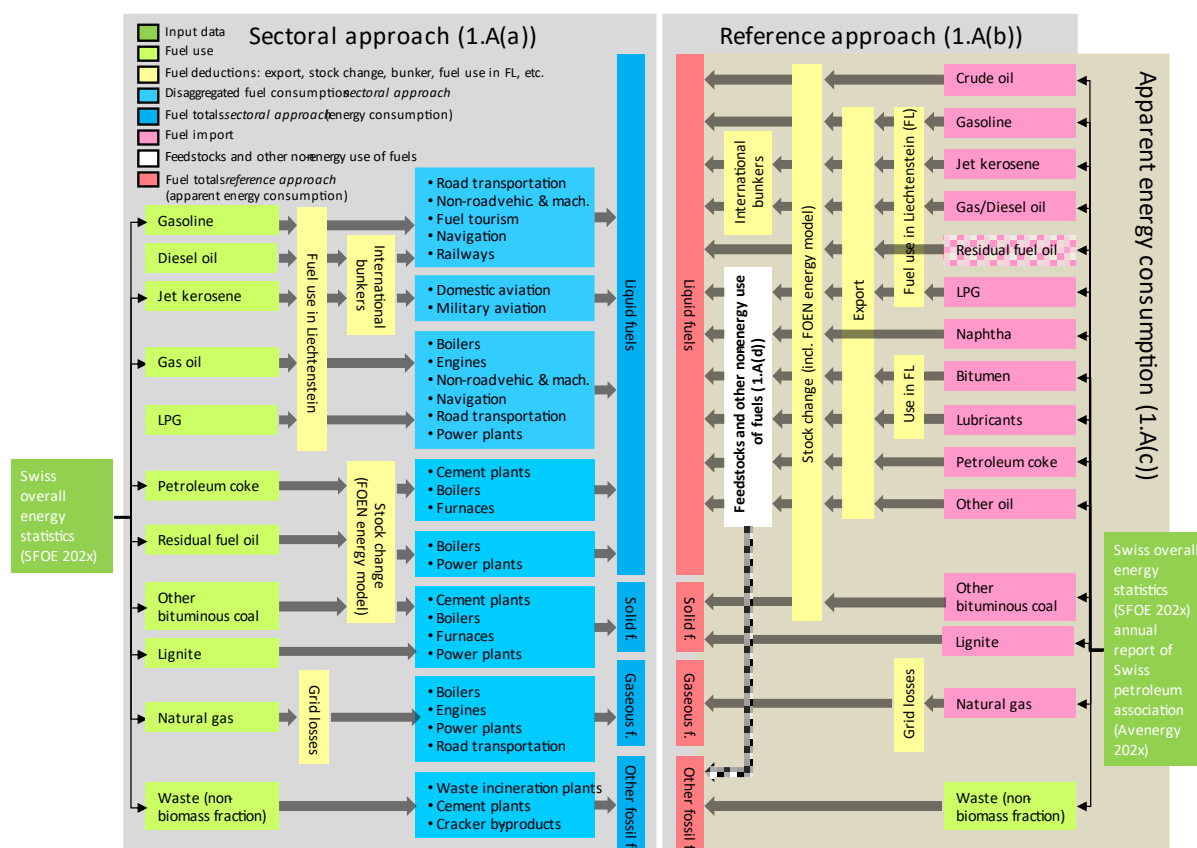 Sectoral approach (1.A(a))
Input data
Fuel use
Fuel deductions: export, stock change, bunker, fuel use in FL, etc.
Disaggregated fuel consumption sectoral approach
Fuel totals sectoral approach (energy consumption)
Fuel import
Feedstocks and other non-energy use of fuels
Fuel totals reference approach
(apparent energy consumption)
Swiss
overall
energy
statistics
(SFOE 202x)
Gasoline
Diesel oil
Jet kerosene
Gas oil
LPG
Petroleum coke
Residual fuel oil
Other
bituminous coal
Lignite
Natural gas
Waste (non-
biomass fraction)
Fuel use in Liechtenstein
International
bunkers
Stock change
(FOEN energy model)
Grid losses
• Road transportation
• Non-road vehic. & mach.
• Fuel tourism
• Navigation
• Railways
• Domestic aviation
• Military aviation
• Boilers
• Engines
• Non-road vehic. & mach.
• Navigation
• Road transportation
• Power plants
• Cement plants
• Boilers
• Furnaces
• Boilers
• Power plants
• Cement plants
• Boilers
• Furnaces
• Power plants
• Boilers
• Engines
• Power plants
• Road transportation
• Waste incineration plants
• Cement plants
• Cracker byproducts
Liquid fuels
Solid f.
Gaseous f.
Other fossil f
Reference approach (1.A(b))
Liquid fuels
Solid f.
Gaseous f.
Other fossil f
International
bunkers
Feedstocks and other non-energy use
of fuels (1.A(d))
Stock change (incl. FOEN energy model)
Export
Fuel use in Liechtenstein (FL)
Use in FL
Grid losses
Crude oil
Gasoline
Jet kerosene
Gas/Diesel oil
Residual fuel oil
LPG
Naphtha
Bitumen
Lubricants
Petroleum coke
Other oil
Other
bituminous coal
Lignite
Natural gas
Waste (non-
biomass fraction)
Apparent energy consumption (1.A(c))
Swiss overall
energy
statistics
(SFOE 202x)
annual
report of
Swiss
petroleum
association
(Avenergy
202x)